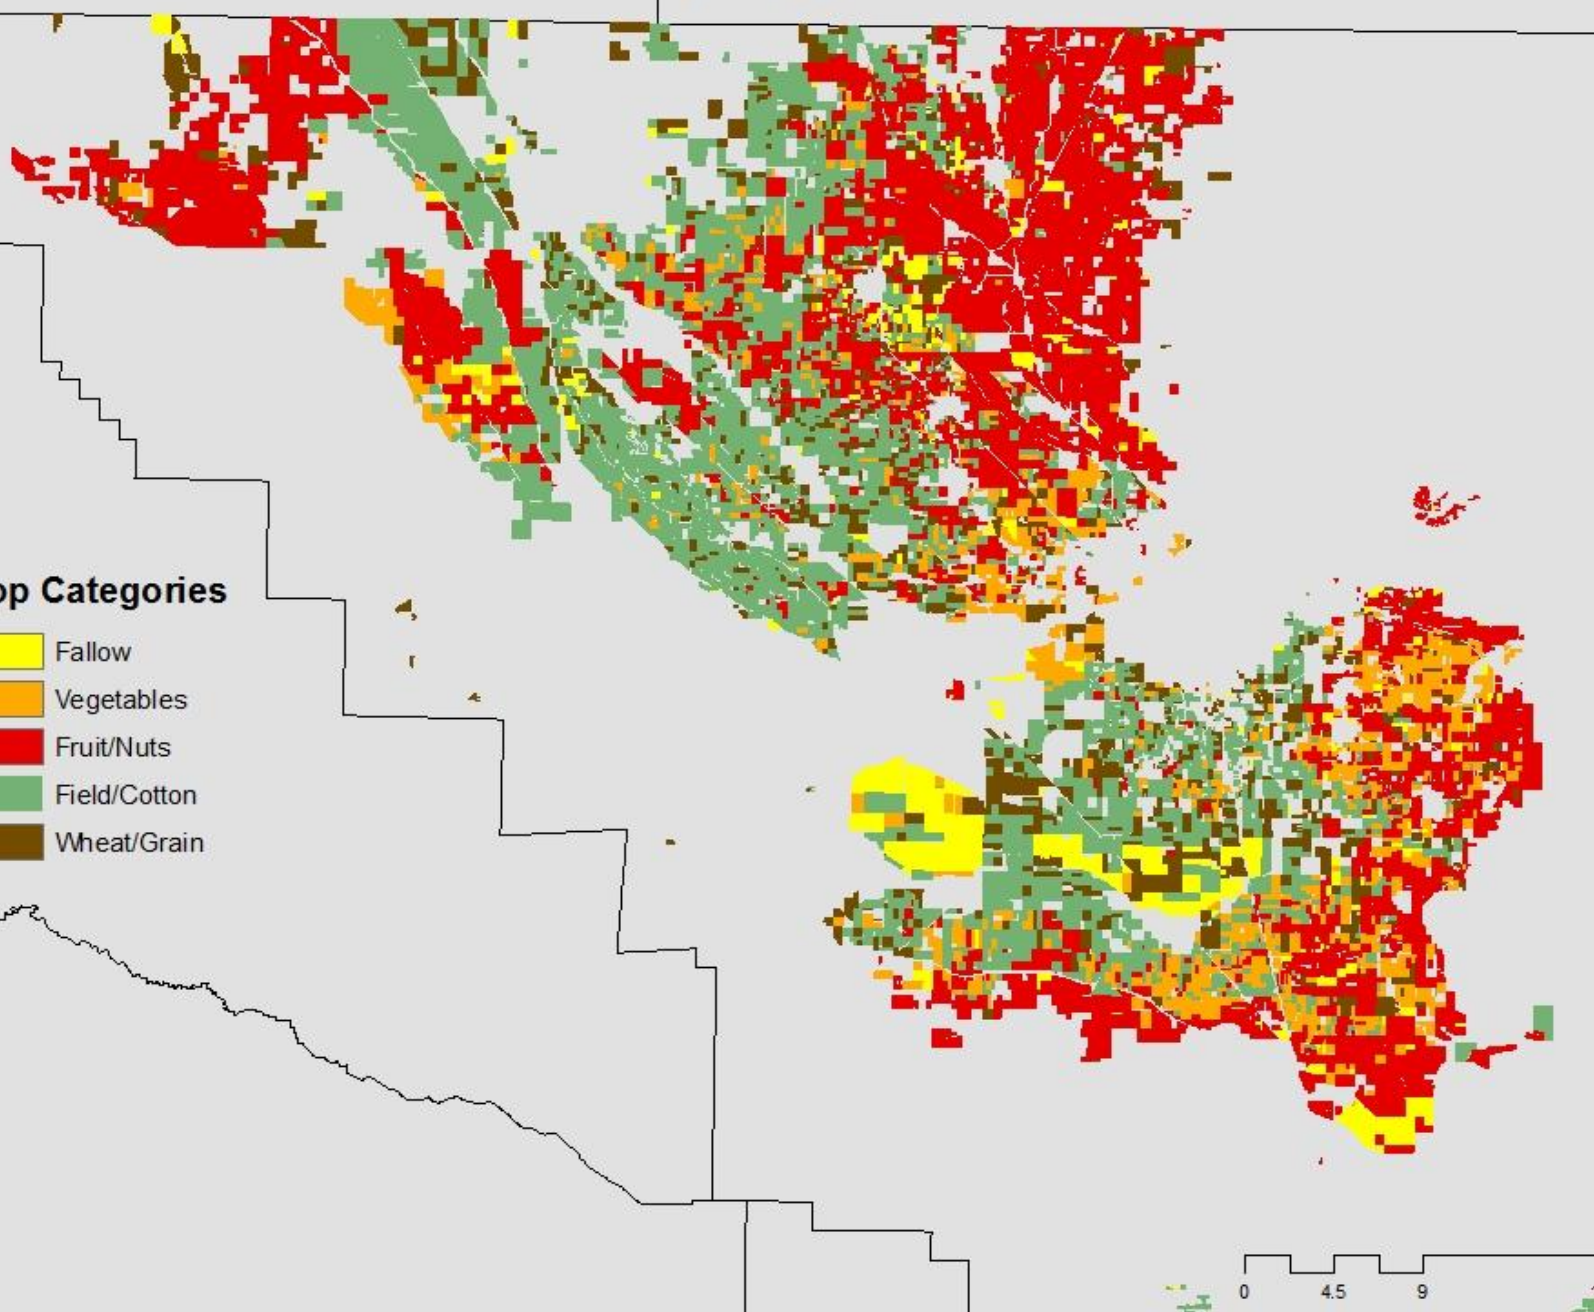 op Categories
Fallow
Vegetables
Fruit/Nuts
Field/Cotton
Wheat/Grain
0 4.5 9